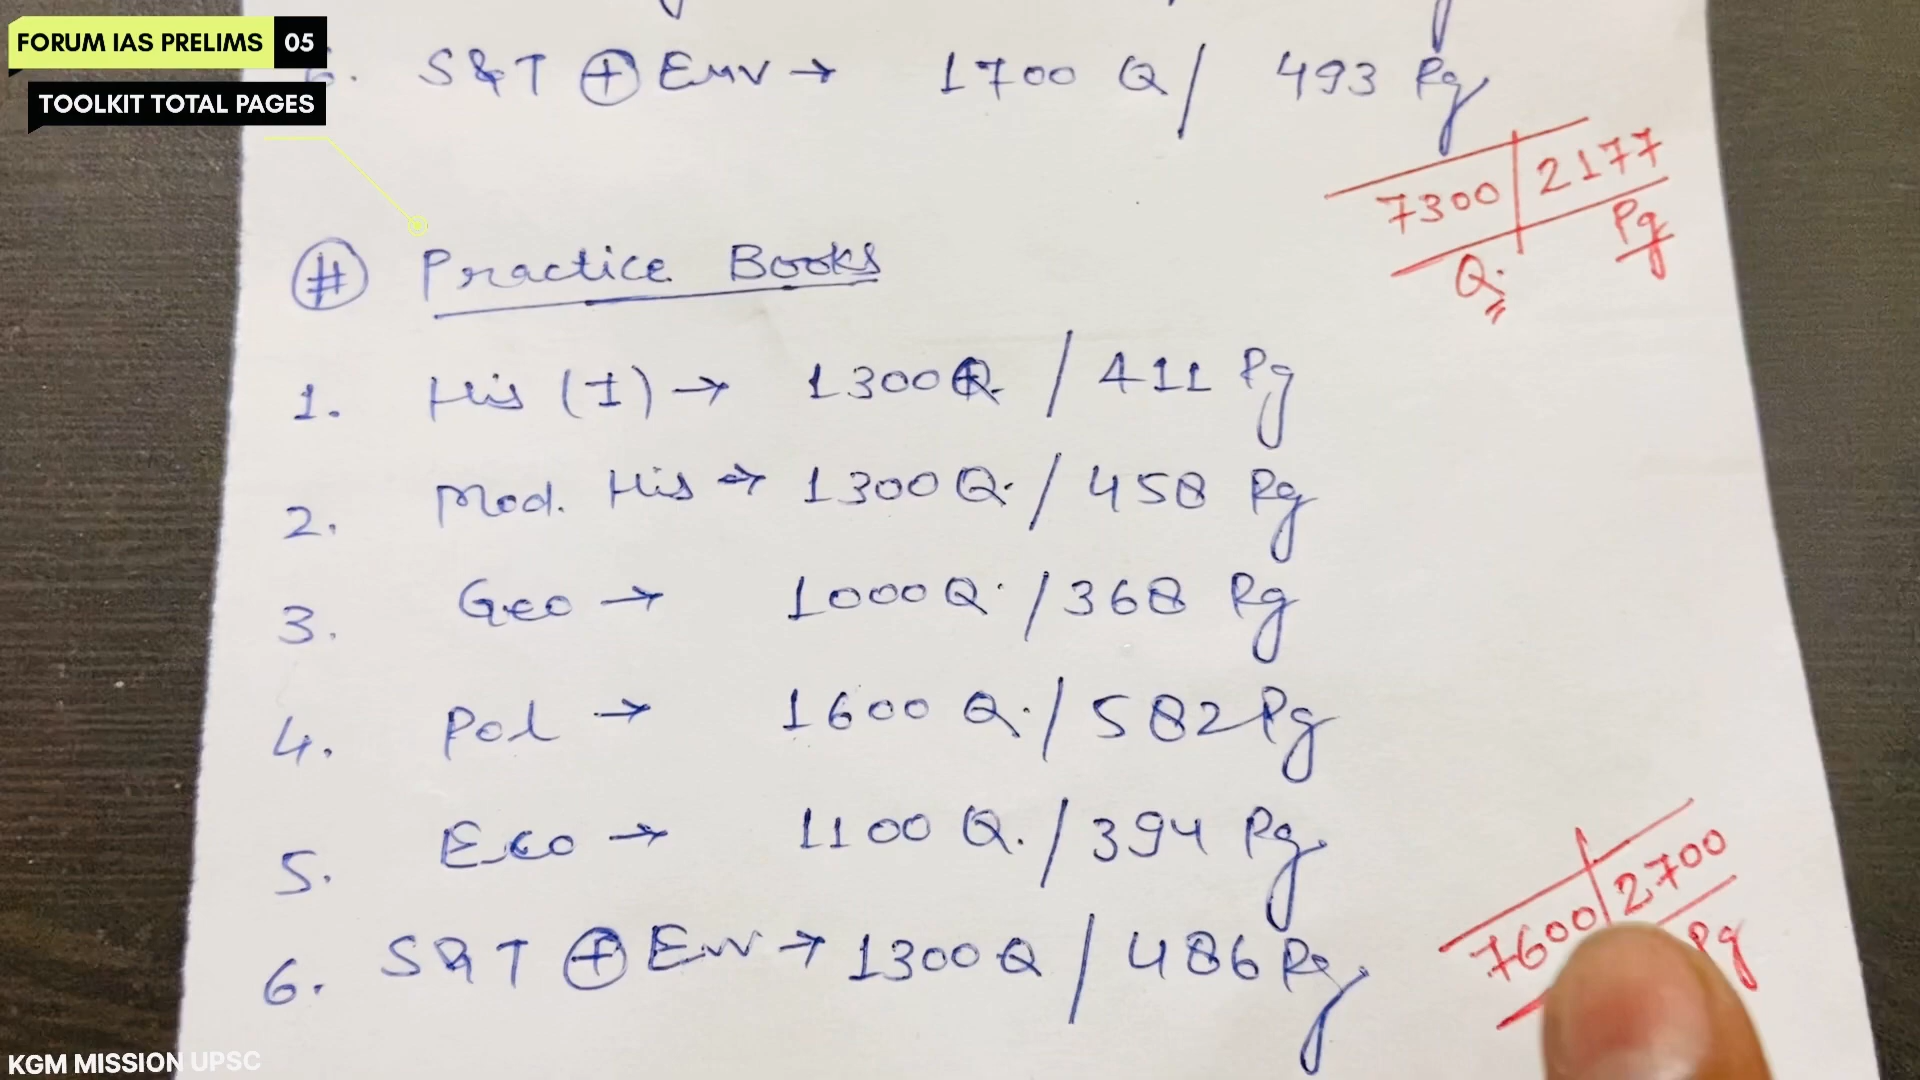 FORUM IAS PRELIMS 05
TOOLKIT TOTAL PAGES
6. S&T ⊕ Env → 1700 Q / 493 Pg
7300 | 2177
Q. Pg
# Practice Books
1. His (I) → 1300 Q. / 411 Pg
2. Mod. His → 1300 Q. / 458 Pg
3. Geo → 1000 Q. / 368 Pg
4. Pol → 1600 Q. / 582 Pg
5. Eco → 1100 Q. / 394 Pg.
6. S&T ⊕ Env → 1300 Q / 486 Pg.
7600 | 2700
Pg
KGM MISSION UPSC